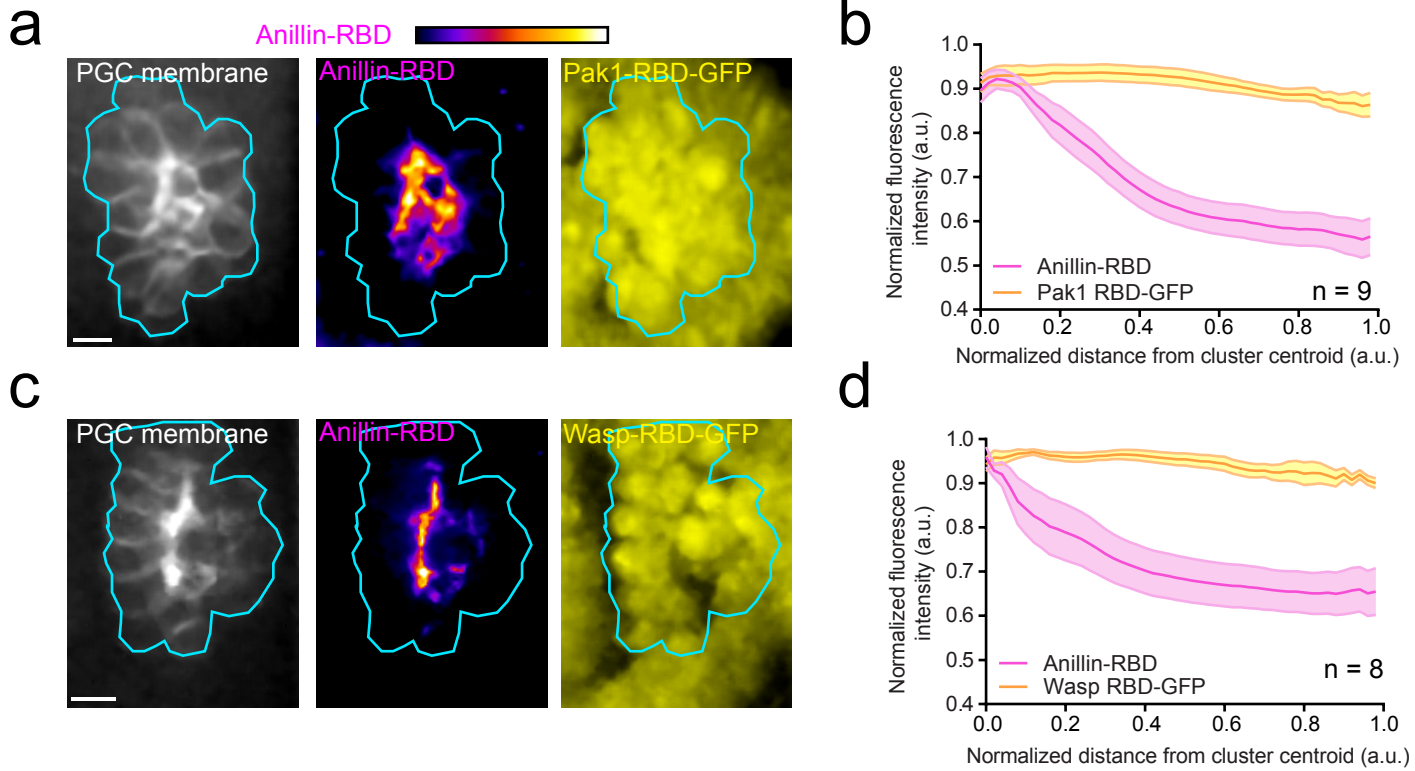 a
Anillin-RBD
PGC membrane
Anillin-RBD
Pak1-RBD-GFP
b
1.0
0.9
0.8
0.7
0.6
0.5
0.4
Normalized fluorescence
intensity (a.u.)
Anillin-RBD
Pak1 RBD-GFP
n = 9
0.0 0.2 0.4 0.6 0.8 1.0
Normalized distance from cluster centroid (a.u.)
c
PGC membrane
Anillin-RBD
Wasp-RBD-GFP
d
1.0
0.9
0.8
0.7
0.6
0.5
0.4
Normalized fluorescence
intensity (a.u.)
Anillin-RBD
Wasp RBD-GFP
n = 8
0.0 0.2 0.4 0.6 0.8 1.0
Normalized distance from cluster centroid (a.u.)